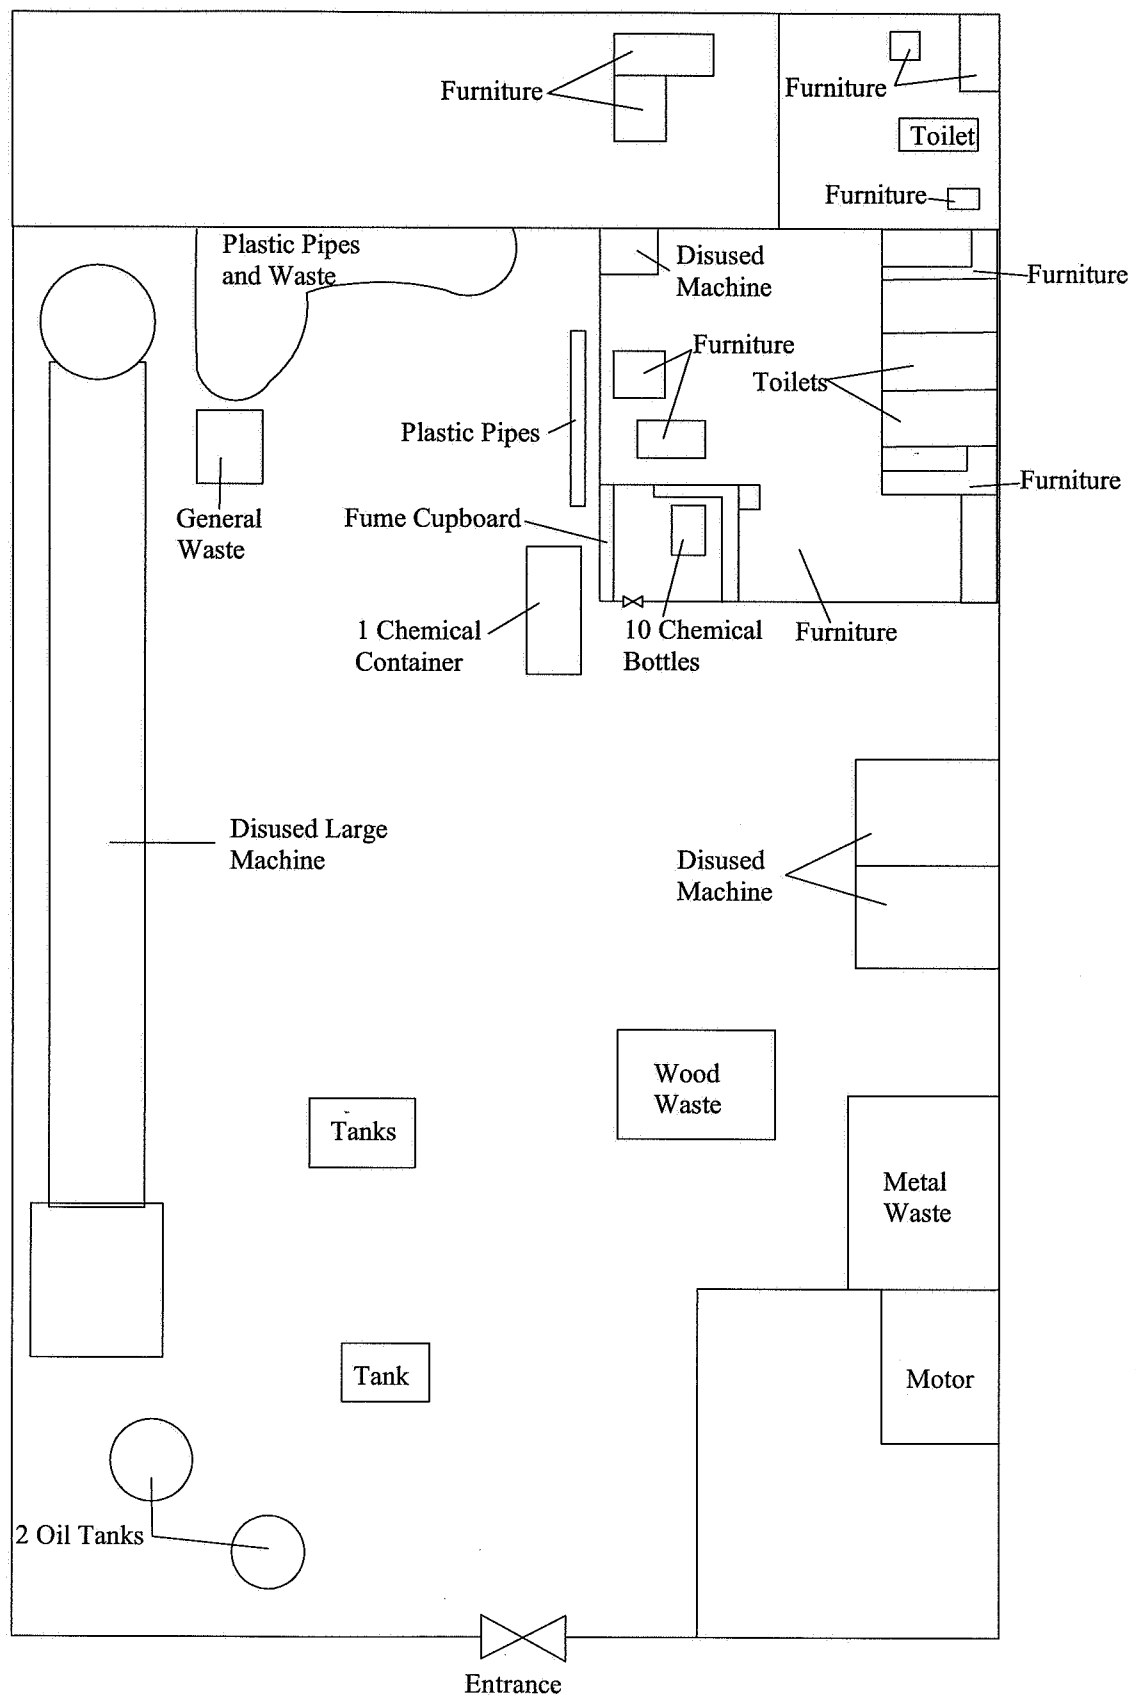 Furniture
Furniture
Toilet
Furniture
Plastic Pipes
and Waste
Disused
Machine
Furniture
Furniture
Toilets
Plastic Pipes
Furniture
General
Waste
Fume Cupboard
1 Chemical
Container
10 Chemical
Bottles
Furniture
Disused Large
Machine
Disused
Machine
Wood
Waste
Tanks
Metal
Waste
Tank
Motor
2 Oil Tanks
Entrance